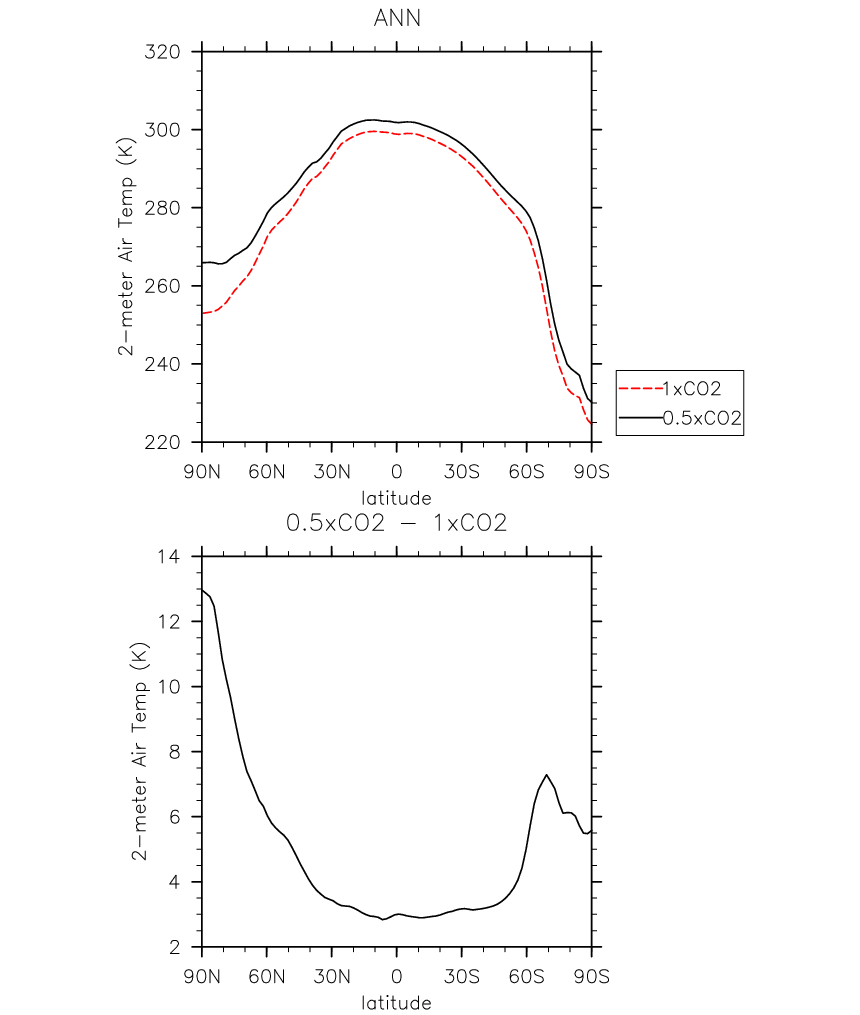 ANN
320
300
280
260
240
220
2-meter Air Temp (K)
90N 60N 30N 0 30S 60S 90S
latitude
1xCO2
0.5xCO2
0.5xCO2 - 1xCO2
14
12
10
8
6
4
2
2-meter Air Temp (K)
90N 60N 30N 0 30S 60S 90S
latitude